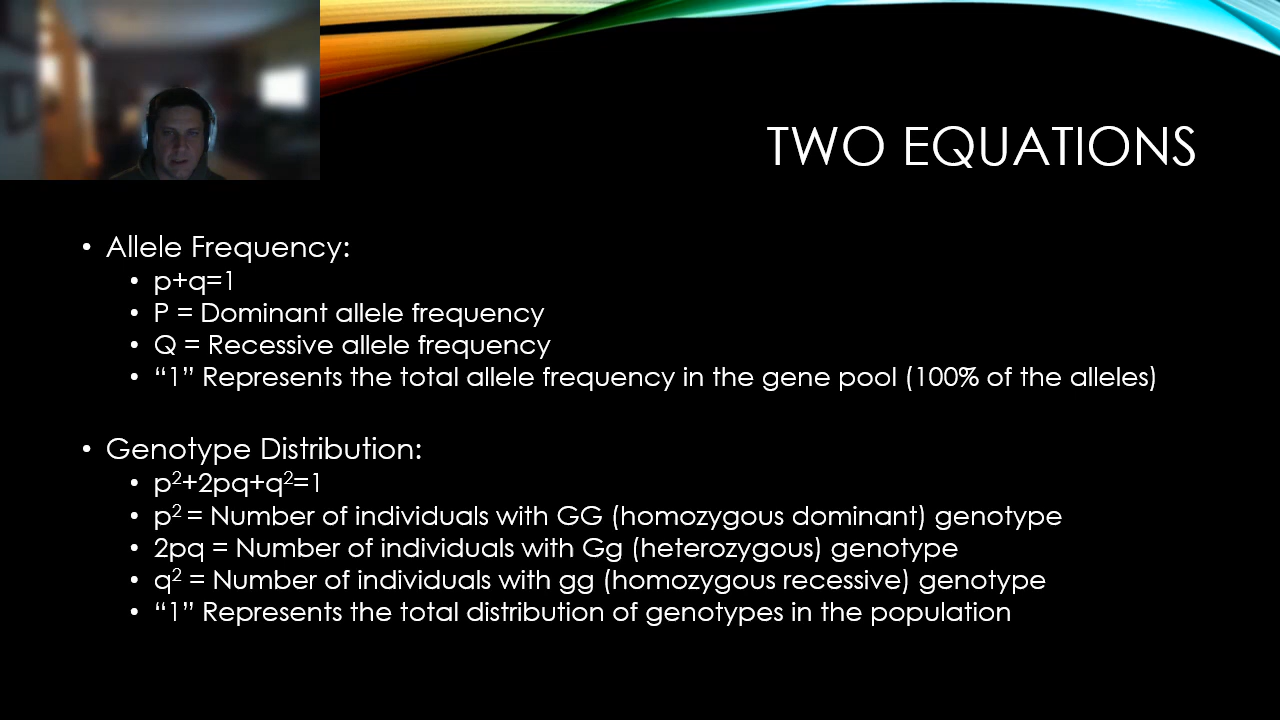 TWO EQUATIONS
• Allele Frequency:
• p+q=1
• P = Dominant allele frequency
• Q = Recessive allele frequency
• “1” Represents the total allele frequency in the gene pool (100% of the alleles)
• Genotype Distribution:
• p²+2pq+q²=1
• p² = Number of individuals with GG (homozygous dominant) genotype
• 2pq = Number of individuals with Gg (heterozygous) genotype
• q² = Number of individuals with gg (homozygous recessive) genotype
• “1” Represents the total distribution of genotypes in the population